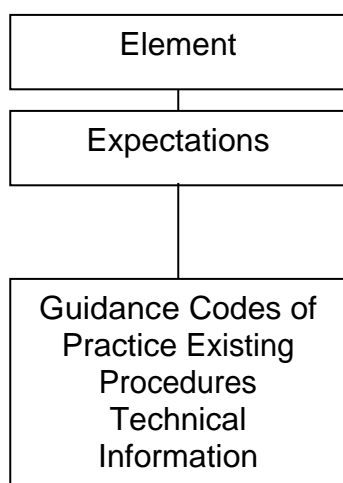 Element
Expectations
Guidance Codes of
Practice Existing
Procedures
Technical
Information